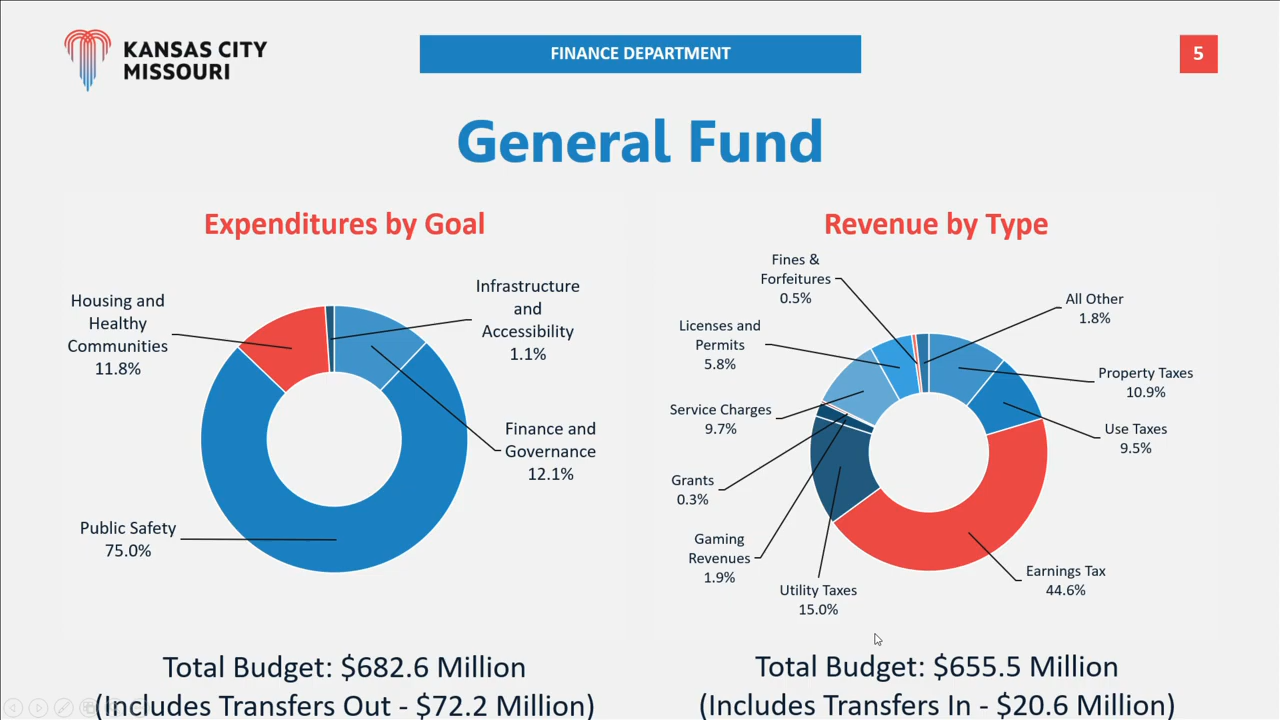 KANSAS CITY
MISSOURI
FINANCE DEPARTMENT
5
General Fund
Expenditures by Goal
Housing and
Healthy
Communities
11.8%
Infrastructure
and
Accessibility
1.1%
Finance and
Governance
12.1%
Public Safety
75.0%
Total Budget: $682.6 Million
(Includes Transfers Out - $72.2 Million)
Revenue by Type
Fines &
Forfeitures
0.5%
All Other
1.8%
Licenses and
Permits
5.8%
Property Taxes
10.9%
Service Charges
9.7%
Use Taxes
9.5%
Grants
0.3%
Gaming
Revenues
1.9%
Utility Taxes
15.0%
Earnings Tax
44.6%
Total Budget: $655.5 Million
(Includes Transfers In - $20.6 Million)